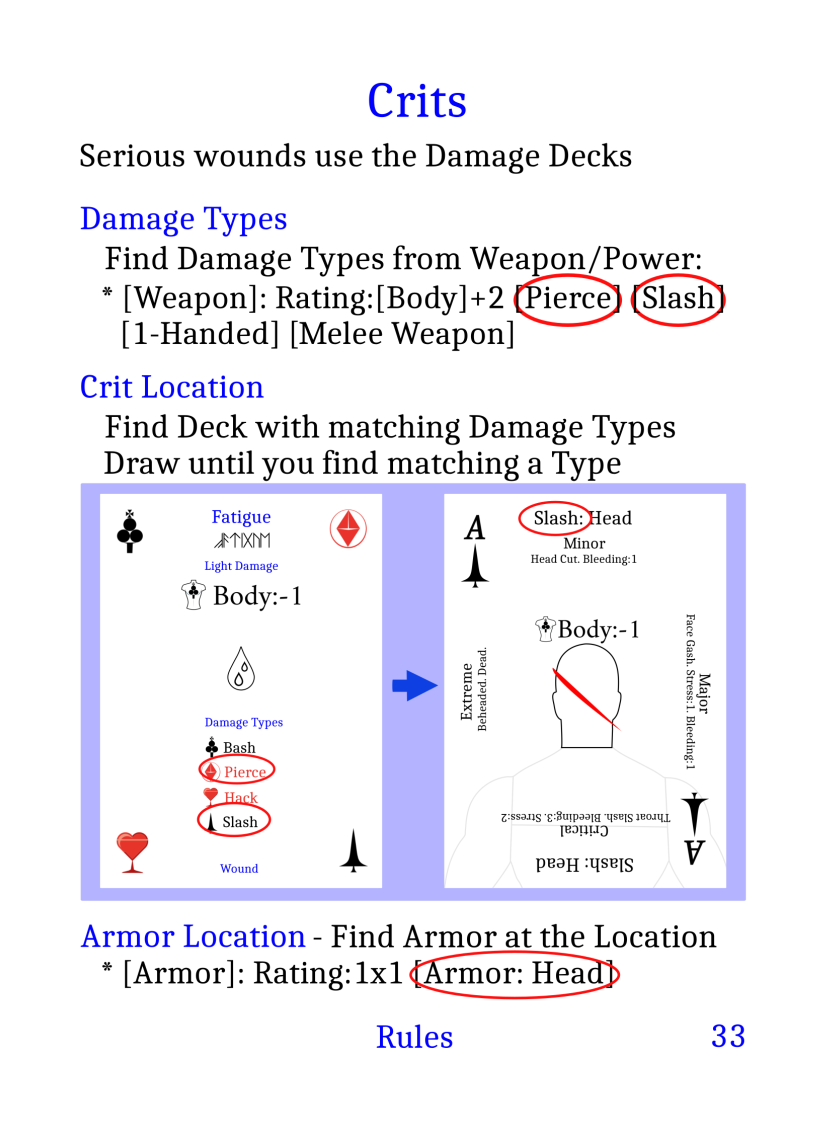 Crits
Serious wounds use the Damage Decks
Damage Types
Find Damage Types from Weapon/Power:
* [Weapon]: Rating:[Body]+2 [Pierce] [Slash]
[1-Handed] [Melee Weapon]
Crit Location
Find Deck with matching Damage Types
Draw until you find matching a Type
Fatigue
Light Damage
Body:-1
Damage Types
Bash
Pierce
Hack
Slash
Wound
A
Slash: Head
Minor
Head Cut. Bleeding:1
Body:-1
Extreme
Beheaded. Dead.
Major
Face Gash. Stress:1. Bleeding:1
Slash: Head
Critical
Throat Slash. Bleeding:3. Stress:2
A
Armor Location - Find Armor at the Location
* [Armor]: Rating:1x1 [Armor: Head]
Rules 33